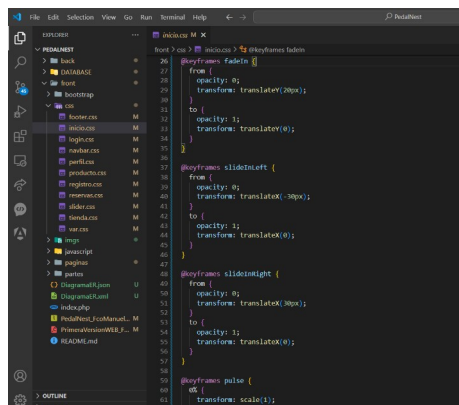 File Edit Selection View Go Run Terminal Help
PedalNest
EXPLORER
PEDALNEST
back
DATABASE
front
bootstrap
css
footer.css M
inicio.css M
login.css M
navbar.css M
perfil.css M
producto.css M
registro.css M
reservas.css M
slider.css M
tienda.css M
var.css M
imgs
javascript
paginas
partes
DiagramaER.json U
DiagramaER.xml U
index.php
PedalNest_FcoManuel... M
PrimeraVersionWEB_F... M
README.md
OUTLINE
inicio.css M
front > css > inicio.css > @keyframes fadeIn
26 @keyframes fadeIn {
27 from {
28 opacity: 0;
29 transform: translateY(20px);
30 }
31 to {
32 opacity: 1;
33 transform: translateY(0);
34 }
35 }
36
37 @keyframes slideInLeft {
38 from {
39 opacity: 0;
40 transform: translateX(-30px);
41 }
42 to {
43 opacity: 1;
44 transform: translateX(0);
45 }
46 }
47
48 @keyframes slideInRight {
49 from {
50 opacity: 0;
51 transform: translateX(30px);
52 }
53 to {
54 opacity: 1;
55 transform: translateX(0);
56 }
57 }
58
59 @keyframes pulse {
60 0% {
61 transform: scale(1);